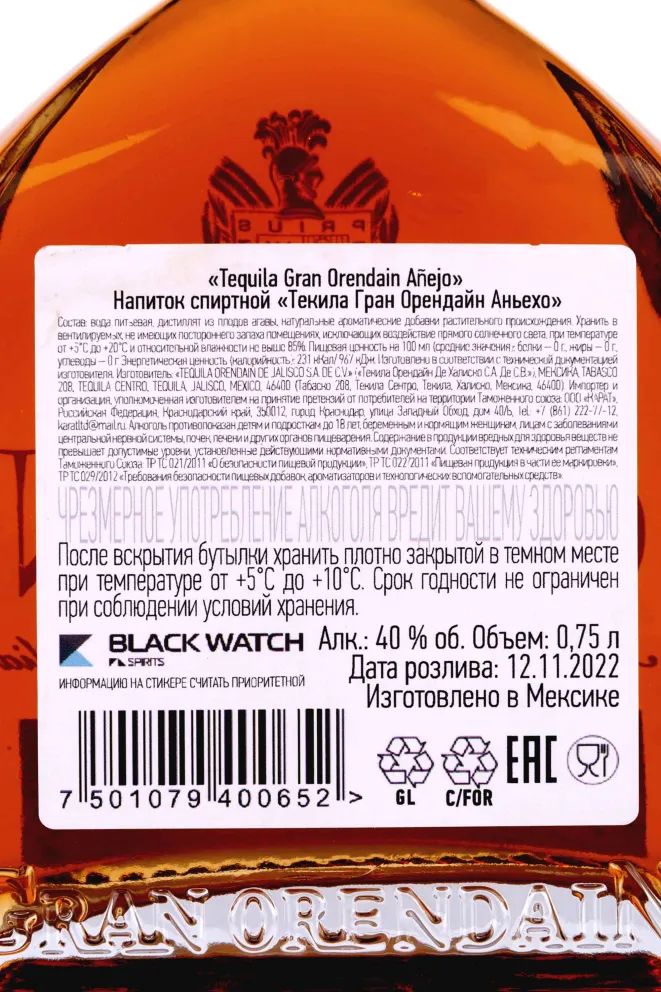 PRIUS
«Tequila Gran Orendain Añejo»
Напиток спиртной «Текила Гран Орендайн Аньехо»
Состав: вода питьевая, дистиллят из плодов агавы, натуральные ароматические добавки растительного происхождения. Хранить в
вентилируемых, не имеющих постороннего запаха помещениях, исключающих воздействие прямого солнечного света, при температуре
от +5°C до +20°C и относительной влажности не выше 85%. Пищевая ценность на 100 мл (средние значения): белки – 0 г, жиры – 0 г,
углеводы – 0 г. Энергетическая ценность (калорийность): 231 кКал/ 967 кДж. Изготовлено в соответствии с технической документацией
изготовителя. Изготовитель: «TEQUILA ORENDAIN DE JALISCO S.A. DE C.V.» («Текила Орендайн Де Халиско С.А. Де С.В.»), МЕКСИКА, TABASCO
208, TEQUILA CENTRO, TEQUILA, JALISCO, MEXICO, 46400 (Табаско 208, Текила Сентро, Текила, Халиско, Мексика, 46400). Импортер и
организация, уполномоченная изготовителем на принятие претензий от потребителей на территории Таможенного союза: ООО «КАРАТ»,
Российская Федерация, Краснодарский край, 350012, город Краснодар, улица Западный Обход, дом 40/Б, tel. +7 (861) 222-77-12,
karatltd@mail.ru. Алкоголь противопоказан детям и подросткам до 18 лет, беременным и кормящим женщинам, лицам с заболеваниями
центральной нервной системы, почек, печени и других органов пищеварения. Содержание в продукции вредных для здоровья веществ не
превышает допустимые уровни, установленные действующими нормативными документами. Соответствует техническим регламентам
Таможенного Союза: ТР ТС 021/2011 «О безопасности пищевой продукции», ТР ТС 022/2011 «Пищевая продукция в части ее маркировки»,
ТР ТС 029/2012 «Требования безопасности пищевых добавок, ароматизаторов и технологических вспомогательных средств».
ЧРЕЗМЕРНОЕ УПОТРЕБЛЕНИЕ АЛКОГОЛЯ ВРЕДИТ ВАШЕМУ ЗДОРОВЬЮ
После вскрытия бутылки хранить плотно закрытой в темном месте
при температуре от +5°C до +10°C. Срок годности не ограничен
при соблюдении условий хранения.
BLACK WATCH
SPIRITS
Алк.: 40 % об. Объем: 0,75 л
Дата розлива: 12.11.2022
Изготовлено в Мексике
ИНФОРМАЦИЮ НА СТИКЕРЕ СЧИТАТЬ ПРИОРИТЕТНОЙ
7 501079 400652 >
GL
C/FOR
EAC
GRAN ORENDAIN